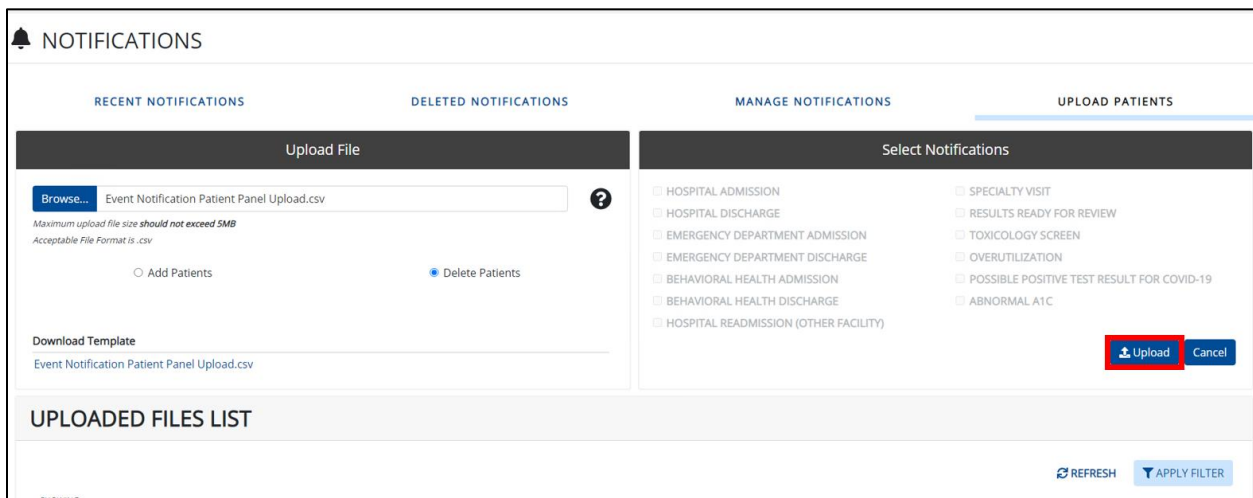 NOTIFICATIONS
RECENT NOTIFICATIONS
DELETED NOTIFICATIONS
MANAGE NOTIFICATIONS
UPLOAD PATIENTS
Upload File
Browse...
Event Notification Patient Panel Upload.csv
?
Maximum upload file size should not exceed 5MB
Acceptable File Format is .csv
Add Patients
Delete Patients
Download Template
Event Notification Patient Panel Upload.csv
Select Notifications
HOSPITAL ADMISSION
HOSPITAL DISCHARGE
EMERGENCY DEPARTMENT ADMISSION
EMERGENCY DEPARTMENT DISCHARGE
BEHAVIORAL HEALTH ADMISSION
BEHAVIORAL HEALTH DISCHARGE
HOSPITAL READMISSION (OTHER FACILITY)
SPECIALTY VISIT
RESULTS READY FOR REVIEW
TOXICOLOGY SCREEN
OVERUTILIZATION
POSSIBLE POSITIVE TEST RESULT FOR COVID-19
ABNORMAL A1C
Upload
Cancel
UPLOADED FILES LIST
REFRESH
APPLY FILTER